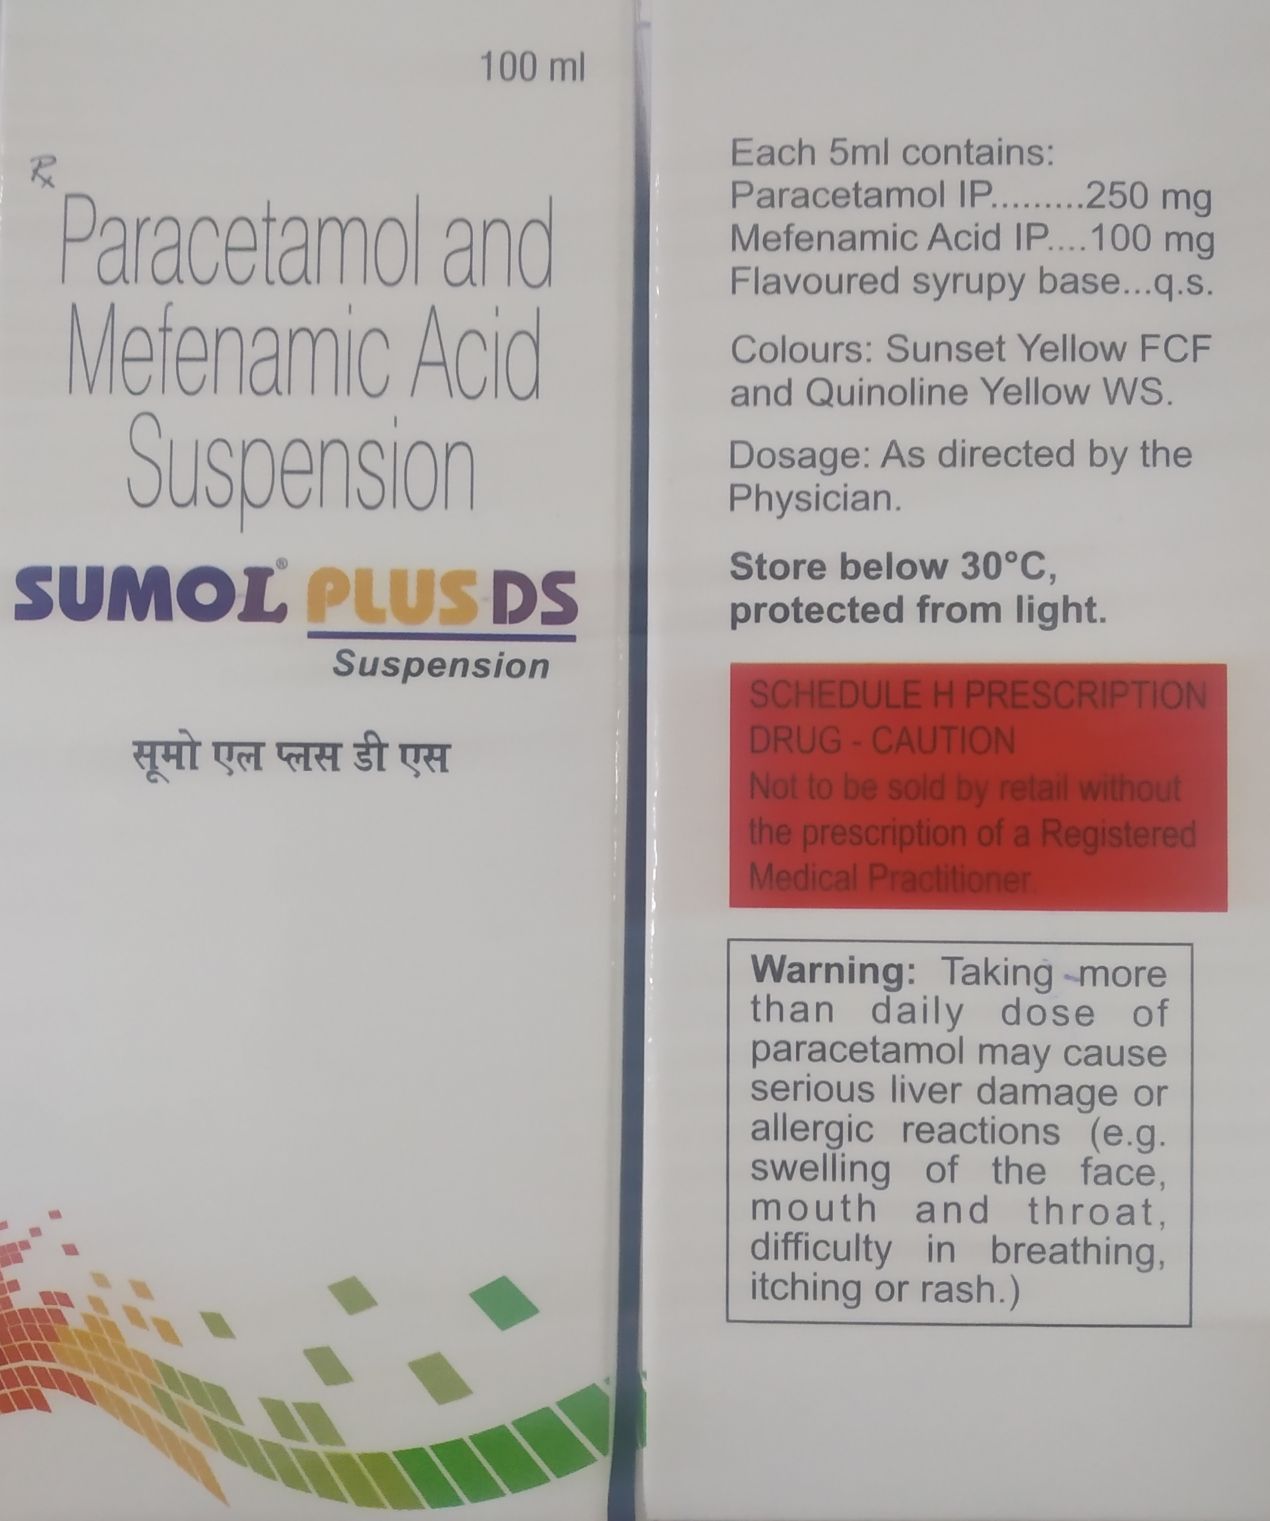 100 ml
Rx
Paracetamol and
Mefenamic Acid
Suspension
SUMOL® PLUS DS
Suspension
सूमो एल प्लस डी एस
Each 5ml contains:
Paracetamol IP.........250 mg
Mefenamic Acid IP....100 mg
Flavoured syrupy base...q.s.
Colours: Sunset Yellow FCF
and Quinoline Yellow WS.
Dosage: As directed by the
Physician.
Store below 30°C,
protected from light.
SCHEDULE H PRESCRIPTION
DRUG - CAUTION
Not to be sold by retail without
the prescription of a Registered
Medical Practitioner.
Warning: Taking more
than daily dose of
paracetamol may cause
serious liver damage or
allergic reactions (e.g.
swelling of the face,
mouth and throat,
difficulty in breathing,
itching or rash.)